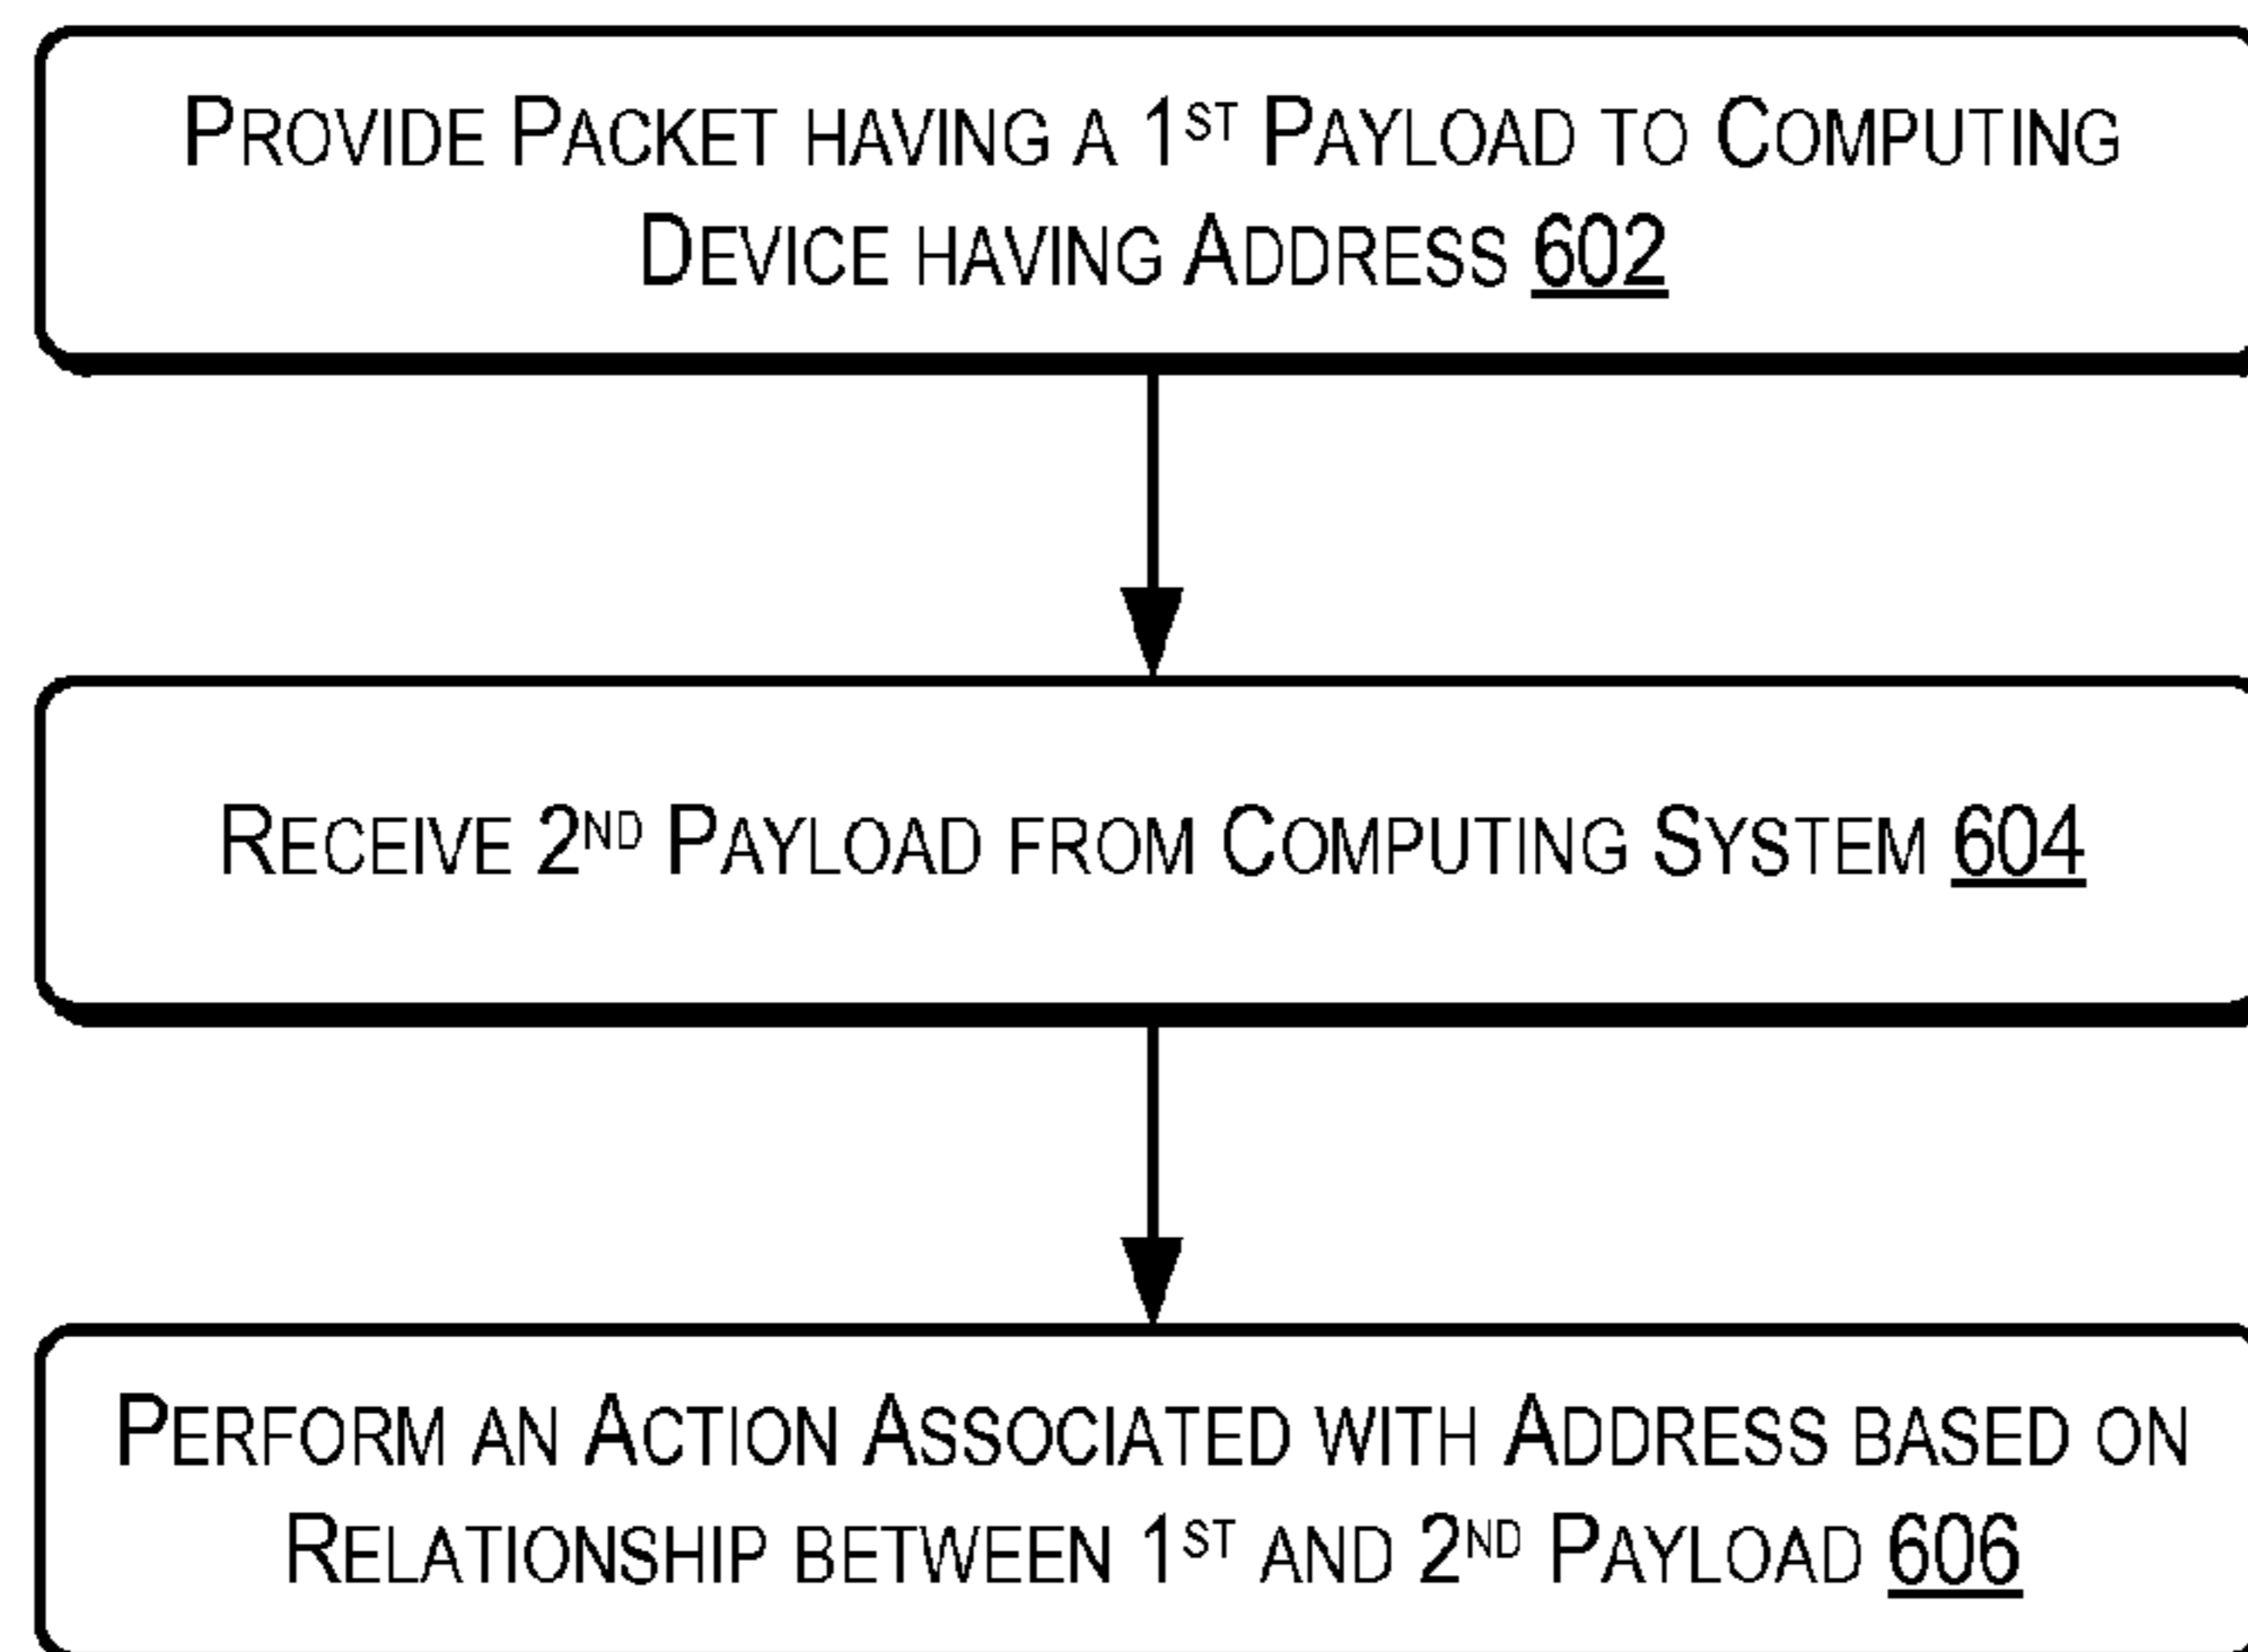 PROVIDE PACKET HAVING A 1ST PAYLOAD TO COMPUTING
DEVICE HAVING ADDRESS 602
RECEIVE 2ND PAYLOAD FROM COMPUTING SYSTEM 604
PERFORM AN ACTION ASSOCIATED WITH ADDRESS BASED ON
RELATIONSHIP BETWEEN 1ST AND 2ND PAYLOAD 606